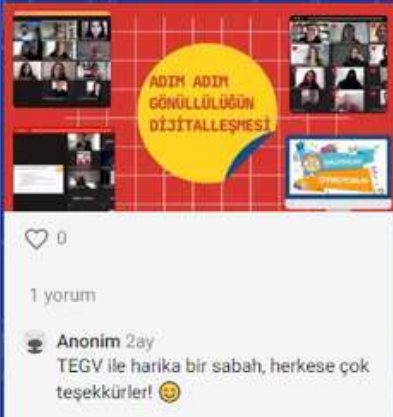 ADIM ADIM
GÖNÜLLÜLÜĞÜN
DİJİTALLEŞMESİ
0
1 yorum
Anonim 2ay
TEGV ile harika bir sabah, herkese çok
teşekkürler! 😊